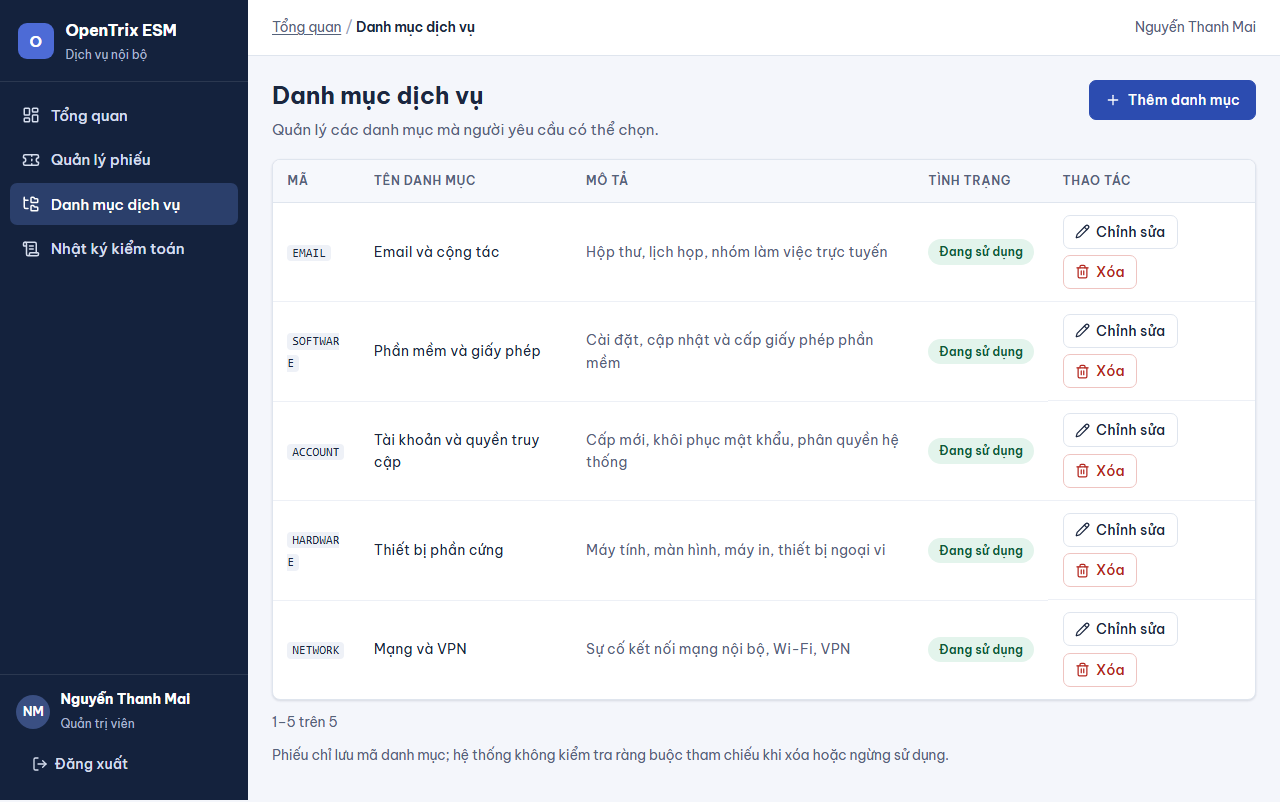 O
OpenTrix ESM
Dịch vụ nội bộ
Tổng quan
Quản lý phiếu
Danh mục dịch vụ
Nhật ký kiểm toán
NM
Nguyễn Thanh Mai
Quản trị viên
Đăng xuất
Tổng quan / Danh mục dịch vụ
Nguyễn Thanh Mai
Danh mục dịch vụ
Quản lý các danh mục mà người yêu cầu có thể chọn.
+ Thêm danh mục
MÃ TÊN DANH MỤC MÔ TẢ TÌNH TRẠNG THAO TÁC
EMAIL Email và cộng tác Hộp thư, lịch họp, nhóm làm việc trực tuyến Đang sử dụng Chỉnh sửa
Xóa
SOFTWAR
E
Phần mềm và giấy phép
Cài đặt, cập nhật và cấp giấy phép phần
mềm
Đang sử dụng
Chỉnh sửa
Xóa
ACCOUNT
Tài khoản và quyền truy
cập
Cấp mới, khôi phục mật khẩu, phân quyền hệ
thống
Đang sử dụng
Chỉnh sửa
Xóa
HARDWAR
E
Thiết bị phần cứng
Máy tính, màn hình, máy in, thiết bị ngoại vi
Đang sử dụng
Chỉnh sửa
Xóa
NETWORK
Mạng và VPN
Sự cố kết nối mạng nội bộ, Wi-Fi, VPN
Đang sử dụng
Chỉnh sửa
Xóa
1–5 trên 5
Phiếu chỉ lưu mã danh mục; hệ thống không kiểm tra ràng buộc tham chiếu khi xóa hoặc ngừng sử dụng.